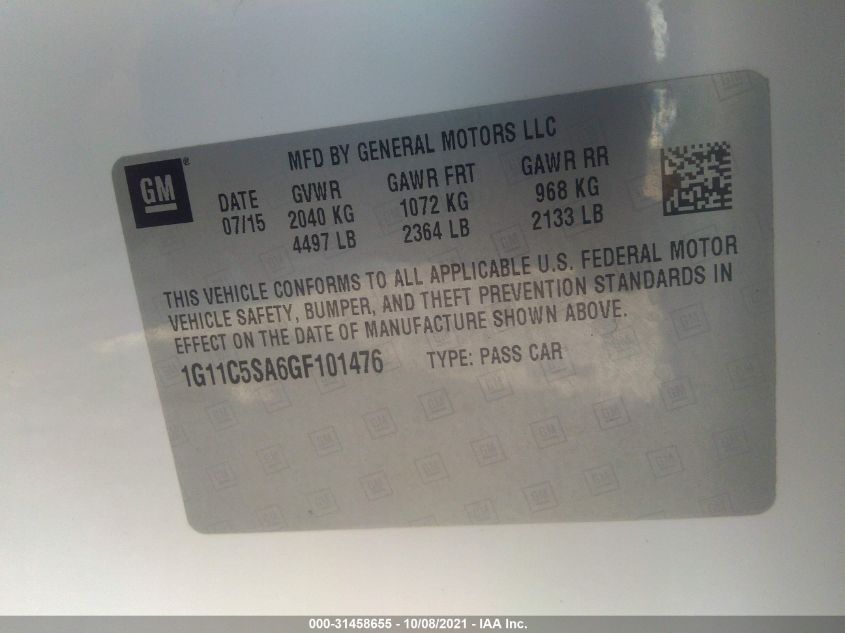 MFD BY GENERAL MOTORS LLC
GM®
DATE GVWR GAWR FRT GAWR RR
07/15 2040 KG 1072 KG 968 KG
4497 LB 2364 LB 2133 LB
THIS VEHICLE CONFORMS TO ALL APPLICABLE U.S. FEDERAL MOTOR
VEHICLE SAFETY, BUMPER, AND THEFT PREVENTION STANDARDS IN
EFFECT ON THE DATE OF MANUFACTURE SHOWN ABOVE.
1G11C5SA6GF101476 TYPE: PASS CAR
000-31458655 - 10/08/2021 - IAA Inc.